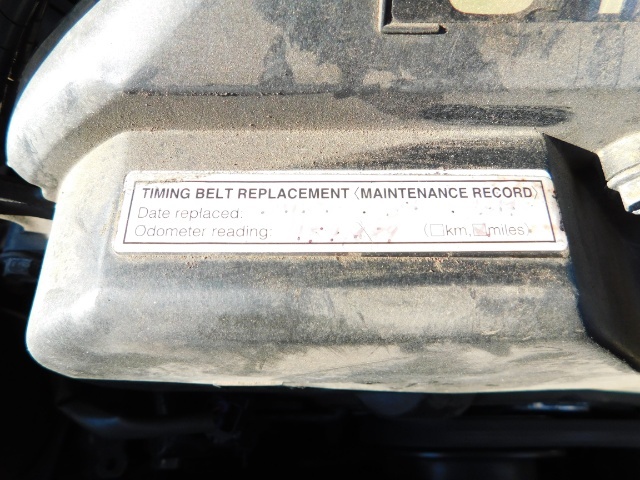 TIMING BELT REPLACEMENT〈MAINTENANCE RECORD〉
Date replaced:
Odometer reading: (□km,□miles)